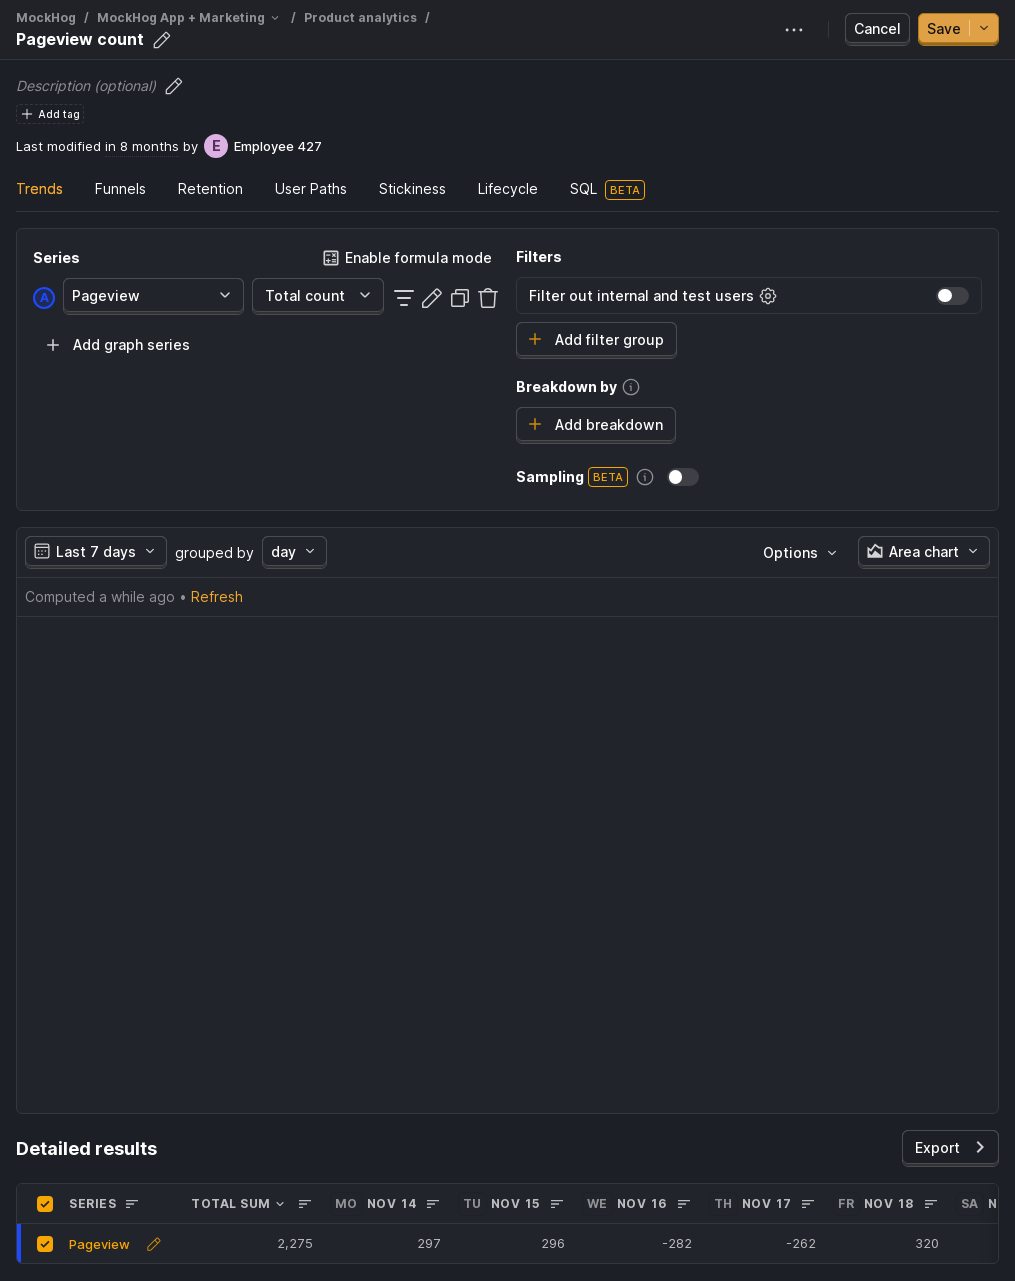 MockHog / MockHog App + Marketing / Product analytics /
Pageview count
Cancel
Save
Description (optional)
Add tag
Last modified in 8 months by E Employee 427
Trends Funnels Retention User Paths Stickiness Lifecycle SQL BETA
Series
Enable formula mode
A Pageview Total count
Add graph series
Filters
Filter out internal and test users
Add filter group
Breakdown by
Add breakdown
Sampling BETA
Last 7 days grouped by day Options Area chart
Computed a while ago • Refresh
Detailed results
Export
SERIES TOTAL SUM MO NOV 14 TU NOV 15 WE NOV 16 TH NOV 17 FR NOV 18 SA N
Pageview 2,275 297 296 -282 -262 320